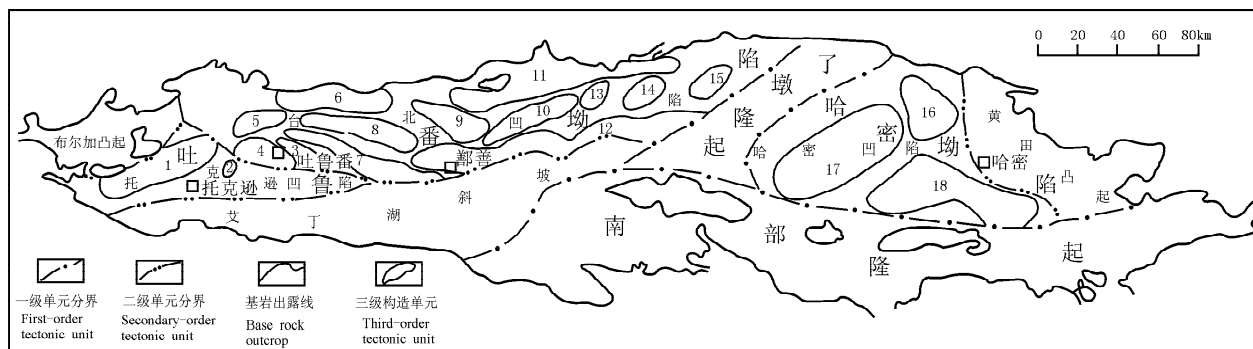 0 20 40 60 80km
布尔加凸起
吐鲁番坳陷
托克逊凹陷
台北凹陷
艾丁湖斜坡
了墩隆起
哈密坳陷
哈密凹陷
黄田凸起
南部隆起
吐鲁番
托克逊
鄯善
哈密
1
2
3
4
5
6
7
8
9
10
11
12
13
14
15
16
17
18
一级单元分界
First-order
tectonic unit
二级单元分界
Secondary-order
tectonic unit
基岩出露线
Base rock
outcrop
三级构造单元
Third-order
tectonic unit